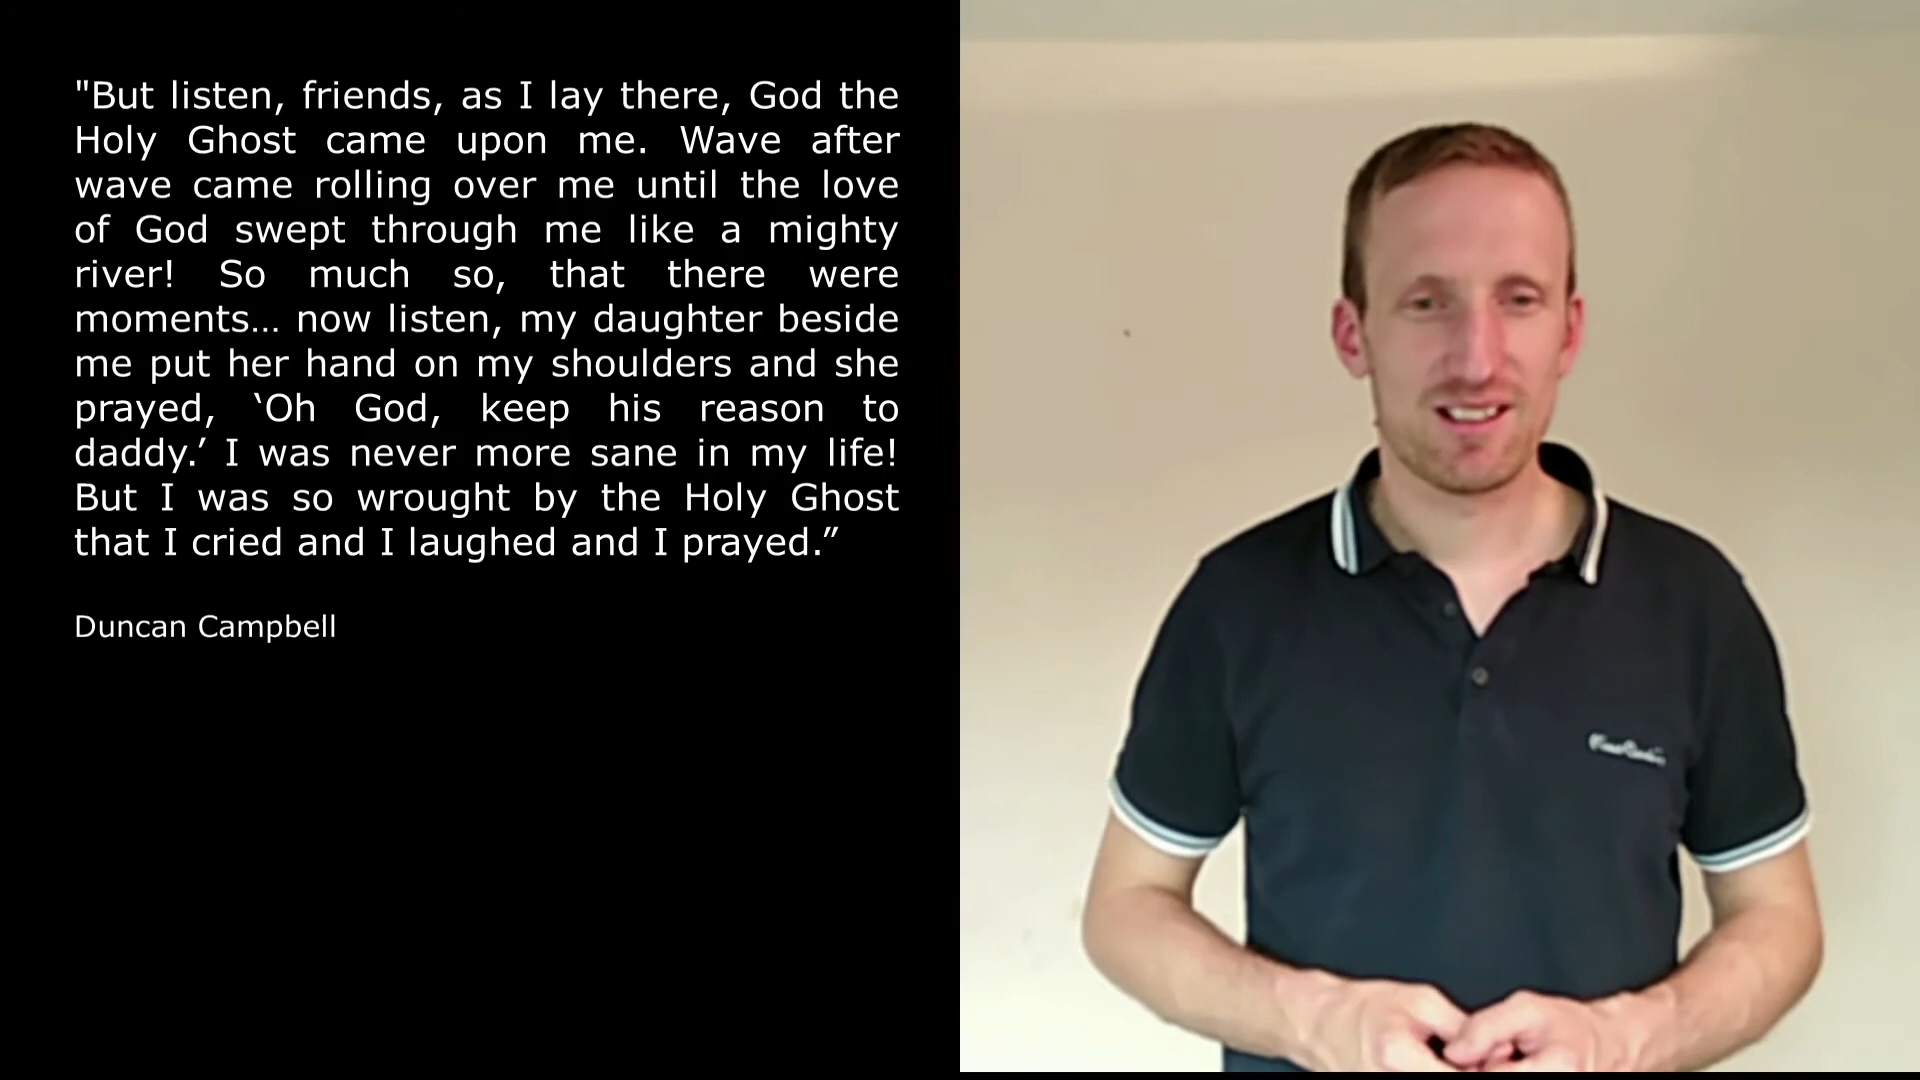 "But listen, friends, as I lay there, God the
Holy Ghost came upon me. Wave after
wave came rolling over me until the love
of God swept through me like a mighty
river! So much so, that there were
moments… now listen, my daughter beside
me put her hand on my shoulders and she
prayed, ‘Oh God, keep his reason to
daddy.’ I was never more sane in my life!
But I was so wrought by the Holy Ghost
that I cried and I laughed and I prayed.”
Duncan Campbell